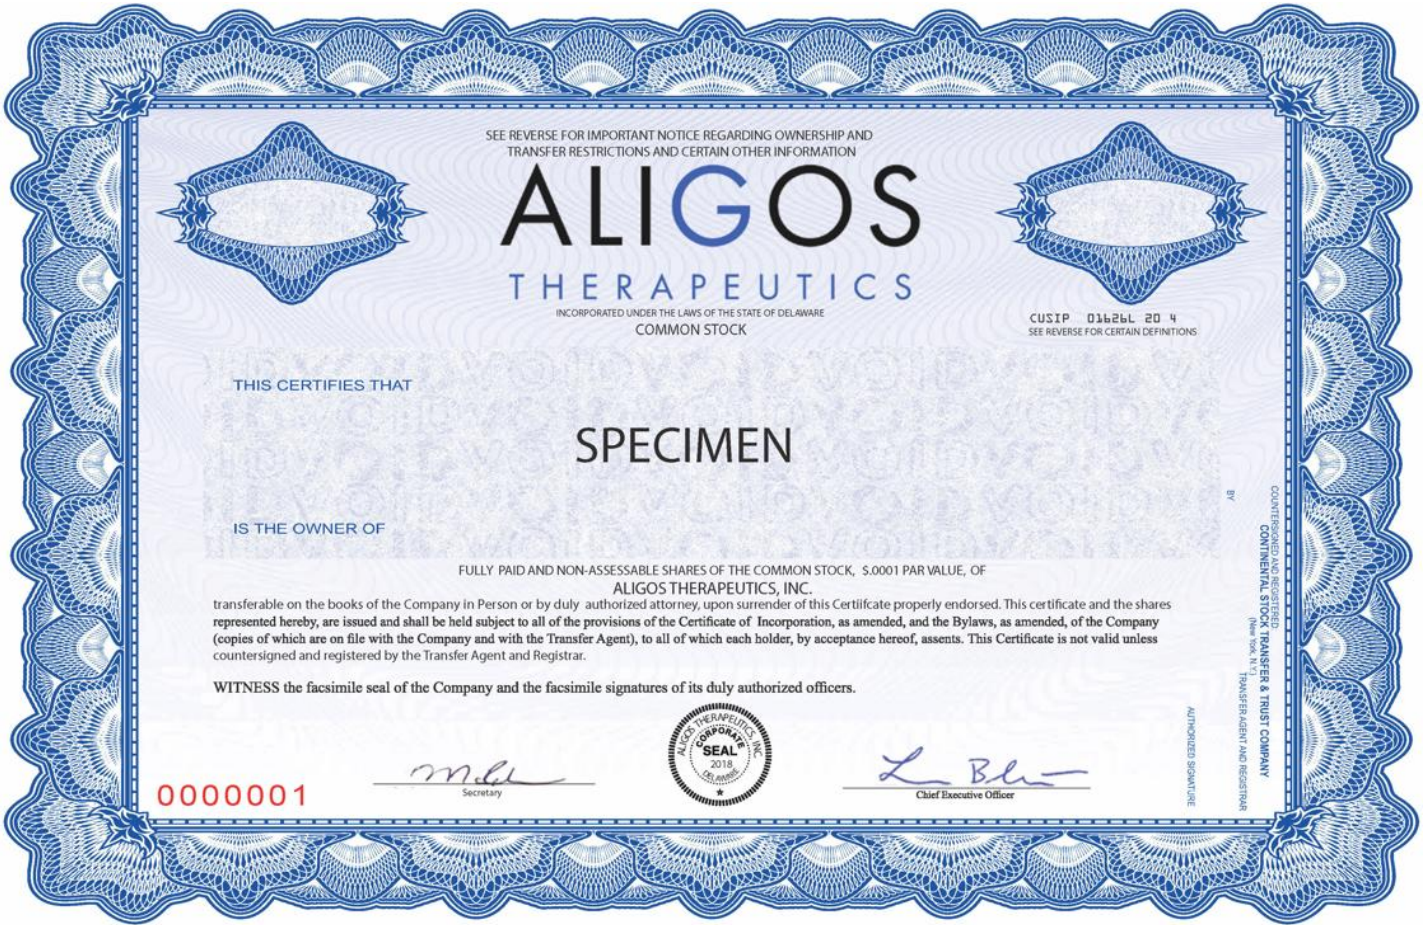 SEE REVERSE FOR IMPORTANT NOTICE REGARDING OWNERSHIP AND
TRANSFER RESTRICTIONS AND CERTAIN OTHER INFORMATION
ALIGOS
THERAPEUTICS
INCORPORATED UNDER THE LAWS OF THE STATE OF DELAWARE
COMMON STOCK
CUSIP 01626L 20 4
SEE REVERSE FOR CERTAIN DEFINITIONS
THIS CERTIFIES THAT
SPECIMEN
IS THE OWNER OF
FULLY PAID AND NON-ASSESSABLE SHARES OF THE COMMON STOCK, $.0001 PAR VALUE, OF
ALIGOS THERAPEUTICS, INC.
transferable on the books of the Company in Person or by duly authorized attorney, upon surrender of this Certiifcate properly endorsed. This certificate and the shares
represented hereby, are issued and shall be held subject to all of the provisions of the Certificate of Incorporation, as amended, and the Bylaws, as amended, of the Company
(copies of which are on file with the Company and with the Transfer Agent), to all of which each holder, by acceptance hereof, assents. This Certificate is not valid unless
countersigned and registered by the Transfer Agent and Registrar.
WITNESS the facsimile seal of the Company and the facsimile signatures of its duly authorized officers.
0000001
Secretary
ALIGOS THERAPEUTICS, INC.
CORPORATE
SEAL
2018
DELAWARE
Chief Executive Officer
COUNTERSIGNED AND REGISTERED
CONTINENTAL STOCK TRANSFER & TRUST COMPANY
(New York, N.Y.)
TRANSFER AGENT AND REGISTRAR
BY
AUTHORIZED SIGNATURE